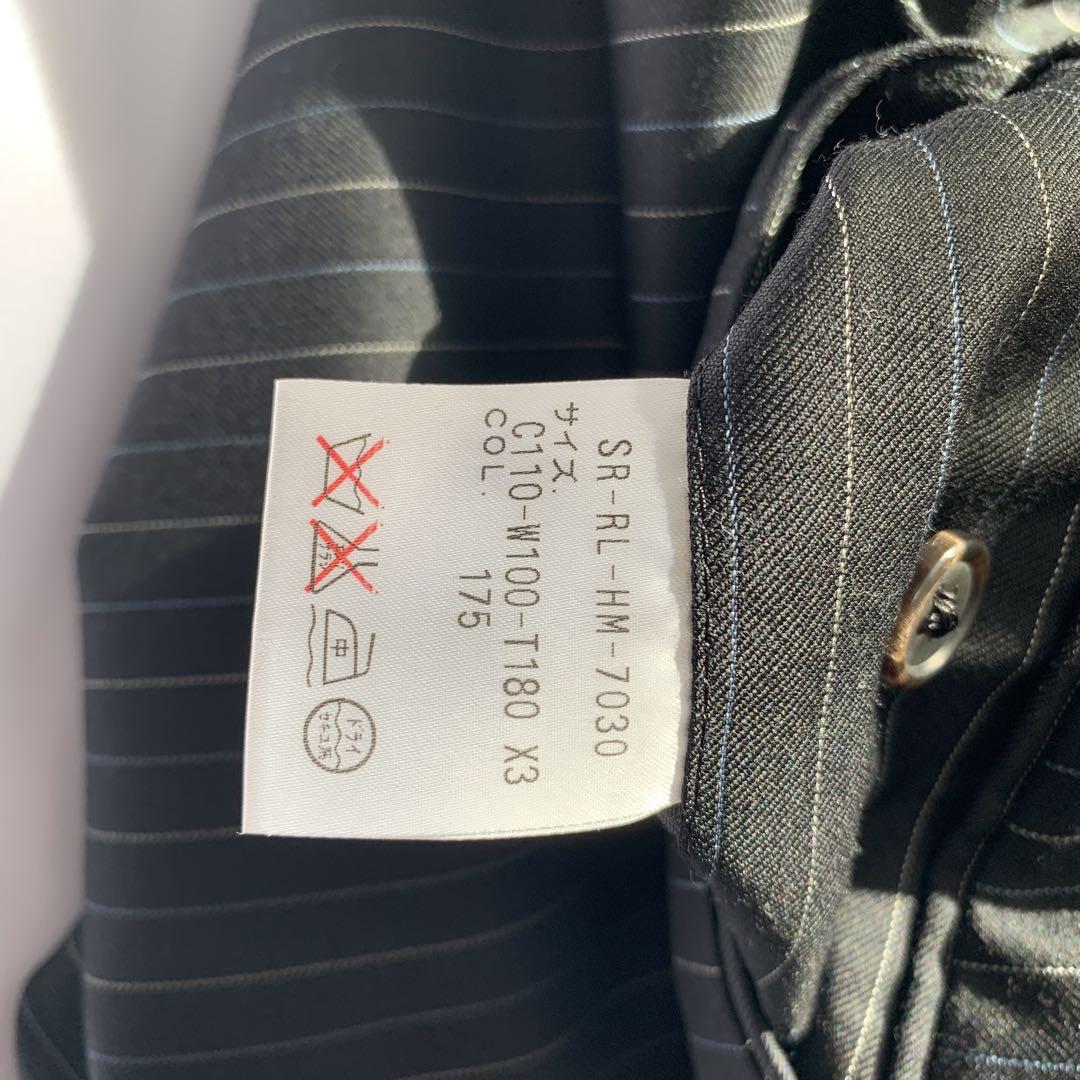 SR-RL-HM-7030
サイズ.
C110-W100-T180 X3
COL.
175
中
ドライ
セキユ系